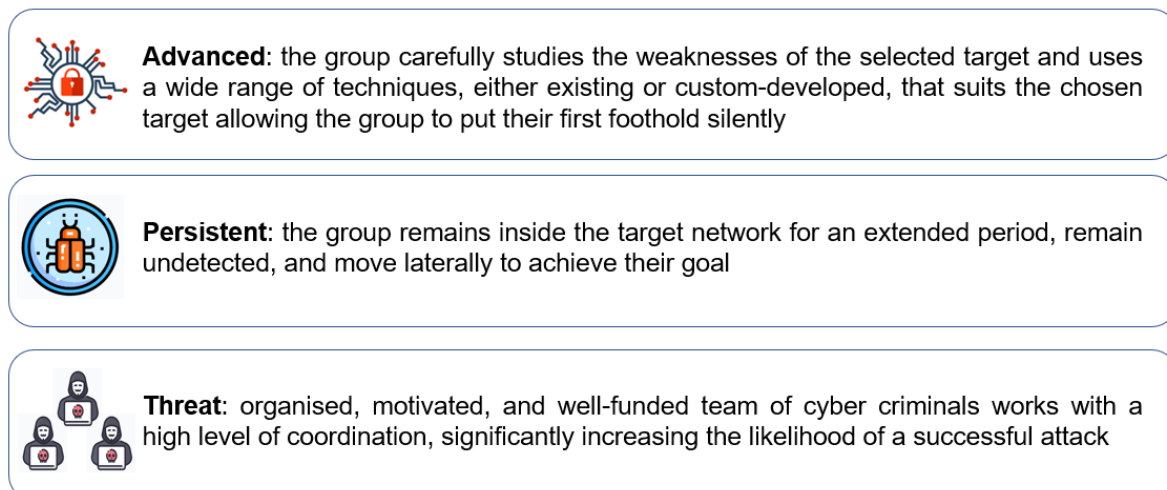 Advanced: the group carefully studies the weaknesses of the selected target and uses
a wide range of techniques, either existing or custom-developed, that suits the chosen
target allowing the group to put their first foothold silently
Persistent: the group remains inside the target network for an extended period, remain
undetected, and move laterally to achieve their goal
Threat: organised, motivated, and well-funded team of cyber criminals works with a
high level of coordination, significantly increasing the likelihood of a successful attack